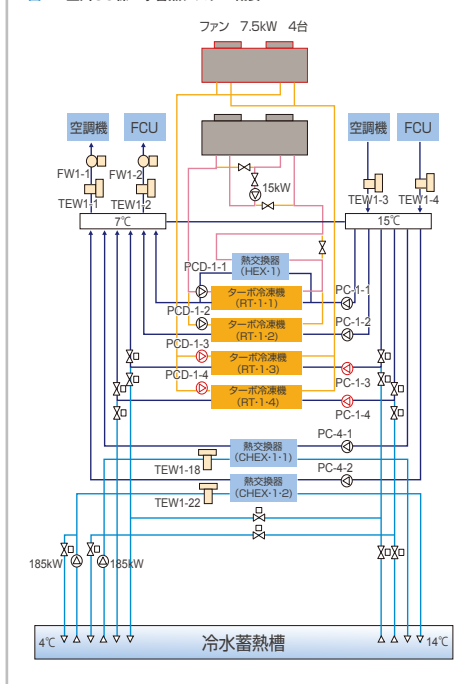 ファン 7.5kW 4台
空調機
FCU
空調機
FCU
FW1-1
FW1-2
15kW
TEW1-1
TEW1-2
TEW1-3
TEW1-4
7℃
15℃
PCD-1-1
熱交換器
(HEX・1)
PC-1-1
ターボ冷凍機
(RT・1・1)
PCD-1-2
ターボ冷凍機
(RT・1・2)
PC-1-2
PCD-1-3
ターボ冷凍機
(RT・1・3)
PC-1-3
PCD-1-4
ターボ冷凍機
(RT・1・4)
PC-1-4
熱交換器
(CHEX・1・1)
PC-4-1
TEW1-18
熱交換器
(CHEX・1・2)
PC-4-2
TEW1-22
185kW
185kW
4℃
冷水蓄熱槽
14℃